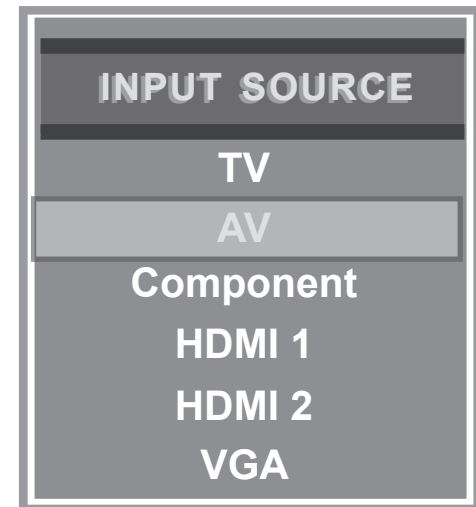 INPUT SOURCE
TV
AV
Component
HDMI 1
HDMI 2
VGA